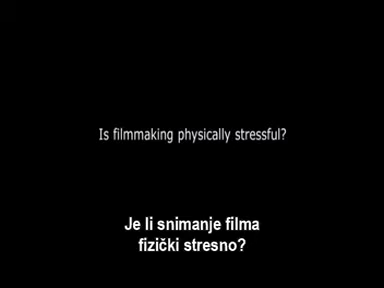 Is filmmaking physically stressful?
Je li snimanje filma
fizički stresno?